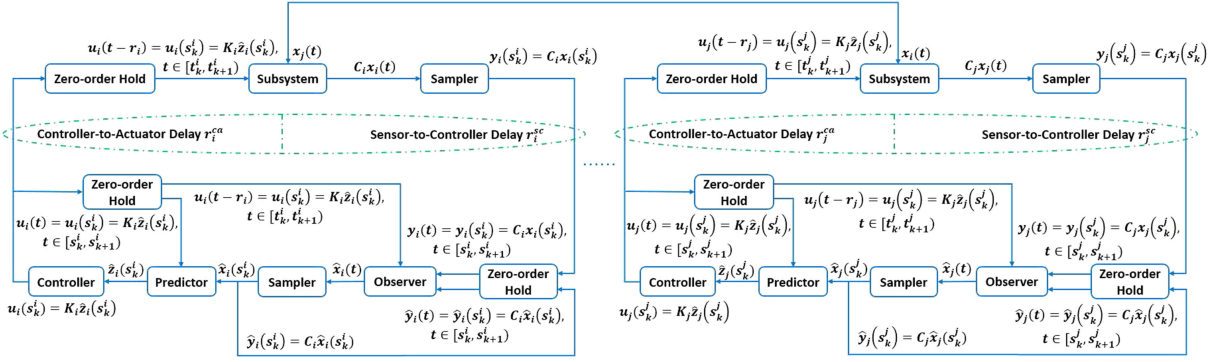 u_i(t − r_i) = u_i(s_k^i) = K_i ẑ_i(s_k^i),
t ∈ [t_k^i, t_{k+1}^i)
x_j(t)
y_i(s_k^i) = C_i x_i(s_k^i)
Zero-order Hold
Subsystem
C_i x_i(t)
Sampler
Controller-to-Actuator Delay r_i^{ca}
Sensor-to-Controller Delay r_i^{sc}
Zero-order
Hold
u_i(t − r_i) = u_i(s_k^i) = K_i ẑ_i(s_k^i),
t ∈ [t_k^i, t_{k+1}^i)
u_i(t) = u_i(s_k^i) = K_i ẑ_i(s_k^i),
t ∈ [s_k^i, s_{k+1}^i)
y_i(t) = y_i(s_k^i) = C_i x_i(s_k^i),
t ∈ [s_k^i, s_{k+1}^i)
ẑ_i(s_k^i)
x̂_i(s_k^i)
x̂_i(t)
Controller
Predictor
Sampler
Observer
Zero-order
Hold
u_i(s_k^i) = K_i ẑ_i(s_k^i)
ŷ_i(t) = ŷ_i(s_k^i) = C_i x̂_i(s_k^i),
t ∈ [s_k^i, s_{k+1}^i)
ŷ_i(s_k^i) = C_i x̂_i(s_k^i)
......
u_j(t − r_j) = u_j(s_k^j) = K_j ẑ_j(s_k^j),
t ∈ [t_k^j, t_{k+1}^j)
x_i(t)
y_j(s_k^j) = C_j x_j(s_k^j)
Zero-order Hold
Subsystem
C_j x_j(t)
Sampler
Controller-to-Actuator Delay r_j^{ca}
Sensor-to-Controller Delay r_j^{sc}
Zero-order
Hold
u_j(t − r_j) = u_j(s_k^j) = K_j ẑ_j(s_k^j),
t ∈ [t_k^j, t_{k+1}^j)
u_j(t) = u_j(s_k^j) = K_j ẑ_j(s_k^j),
t ∈ [s_k^j, s_{k+1}^j)
y_j(t) = y_j(s_k^j) = C_j x_j(s_k^j),
t ∈ [s_k^j, s_{k+1}^j)
ẑ_j(s_k^j)
x̂_j(s_k^j)
x̂_j(t)
Controller
Predictor
Sampler
Observer
Zero-order
Hold
u_j(s_k^j) = K_j ẑ_j(s_k^j)
ŷ_j(t) = ŷ_j(s_k^j) = C_j x̂_j(s_k^j),
t ∈ [s_k^j, s_{k+1}^j)
ŷ_j(s_k^j) = C_j x̂_j(s_k^j)